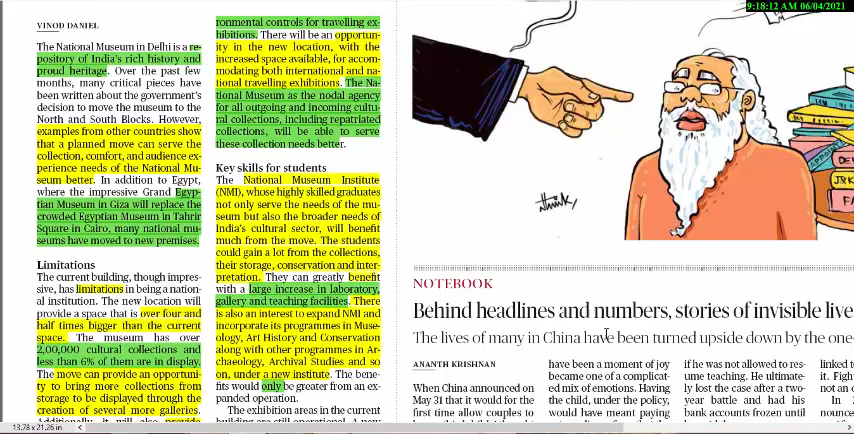 9:18:12 AM 06/04/2021
VINOD DANIEL
The National Museum in Delhi is a re-
pository of India's rich history and
proud heritage. Over the past few
months, many critical pieces have
been written about the government's
decision to move the museum to the
North and South Blocks. However,
examples from other countries show
that a planned move can serve the
collection, comfort, and audience ex-
perience needs of the National Mu-
seum better. In addition to Egypt,
where the impressive Grand Egyp-
tian Museum in Giza will replace the
crowded Egyptian Museum in Tahrir
Square in Cairo, many national mu-
seums have moved to new premises.
Limitations
The current building, though impres-
sive, has limitations in being a nation-
al institution. The new location will
provide a space that is over four and
half times bigger than the current
space. The museum has over
2,00,000 cultural collections and
less than 6% of them are in display.
The move can provide an opportuni-
ty to bring more collections from
storage to be displayed through the
creation of several more galleries.
Additionally, it will also provide
ronmental controls for travelling ex-
hibitions. There will be an opportun-
ity in the new location, with the
increased space available, for accom-
modating both international and na-
tional travelling exhibitions. The Na-
tional Museum as the nodal agency
for all outgoing and incoming cultu-
ral collections, including repatriated
collections, will be able to serve
these collection needs better.
Key skills for students
The National Museum Institute
(NMI), whose highly skilled graduates
not only serve the needs of the mu-
seum but also the broader needs of
India's cultural sector, will benefit
much from the move. The students
could gain a lot from the collections,
their storage, conservation and inter-
pretation. They can greatly benefit
with a large increase in laboratory,
gallery and teaching facilities. There
is also an interest to expand NMI and
incorporate its programmes in Muse-
ology, Art History and Conservation
along with other programmes in Ar-
chaeology, Archival Studies and so
on, under a new institute. The bene-
fits would only be greater from an ex-
panded operation.
The exhibition areas in the current
building are still operational. A new
NOTEBOOK
Behind headlines and numbers, stories of invisible live
The lives of many in China have been turned upside down by the one-
ANANTH KRISHNAN
When China announced on
May 31 that it would for the
first time allow couples to
have been a moment of joy
became one of a complicat-
ed mix of emotions. Having
the child, under the policy,
would have meant paying
if he was not allowed to res-
ume teaching. He ultimate-
ly lost the case after a two-
year battle and had his
bank accounts frozen until
linked t
it. Figh
not an o
In
nounce
13.78 x 21.26 in